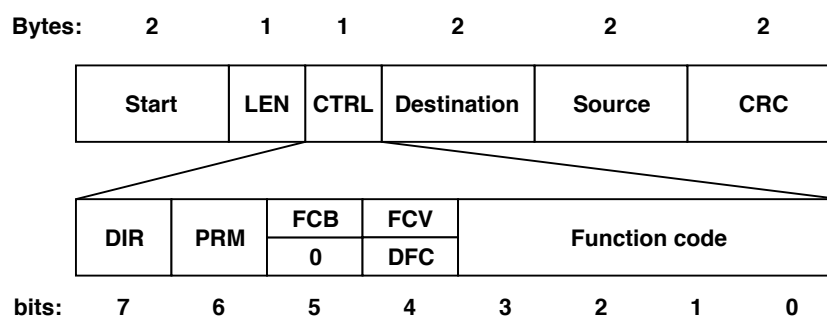 Bytes: 2 1 1 2 2 2
Start LEN CTRL Destination Source CRC
DIR PRM FCB FCV Function code
0 DFC
bits: 7 6 5 4 3 2 1 0